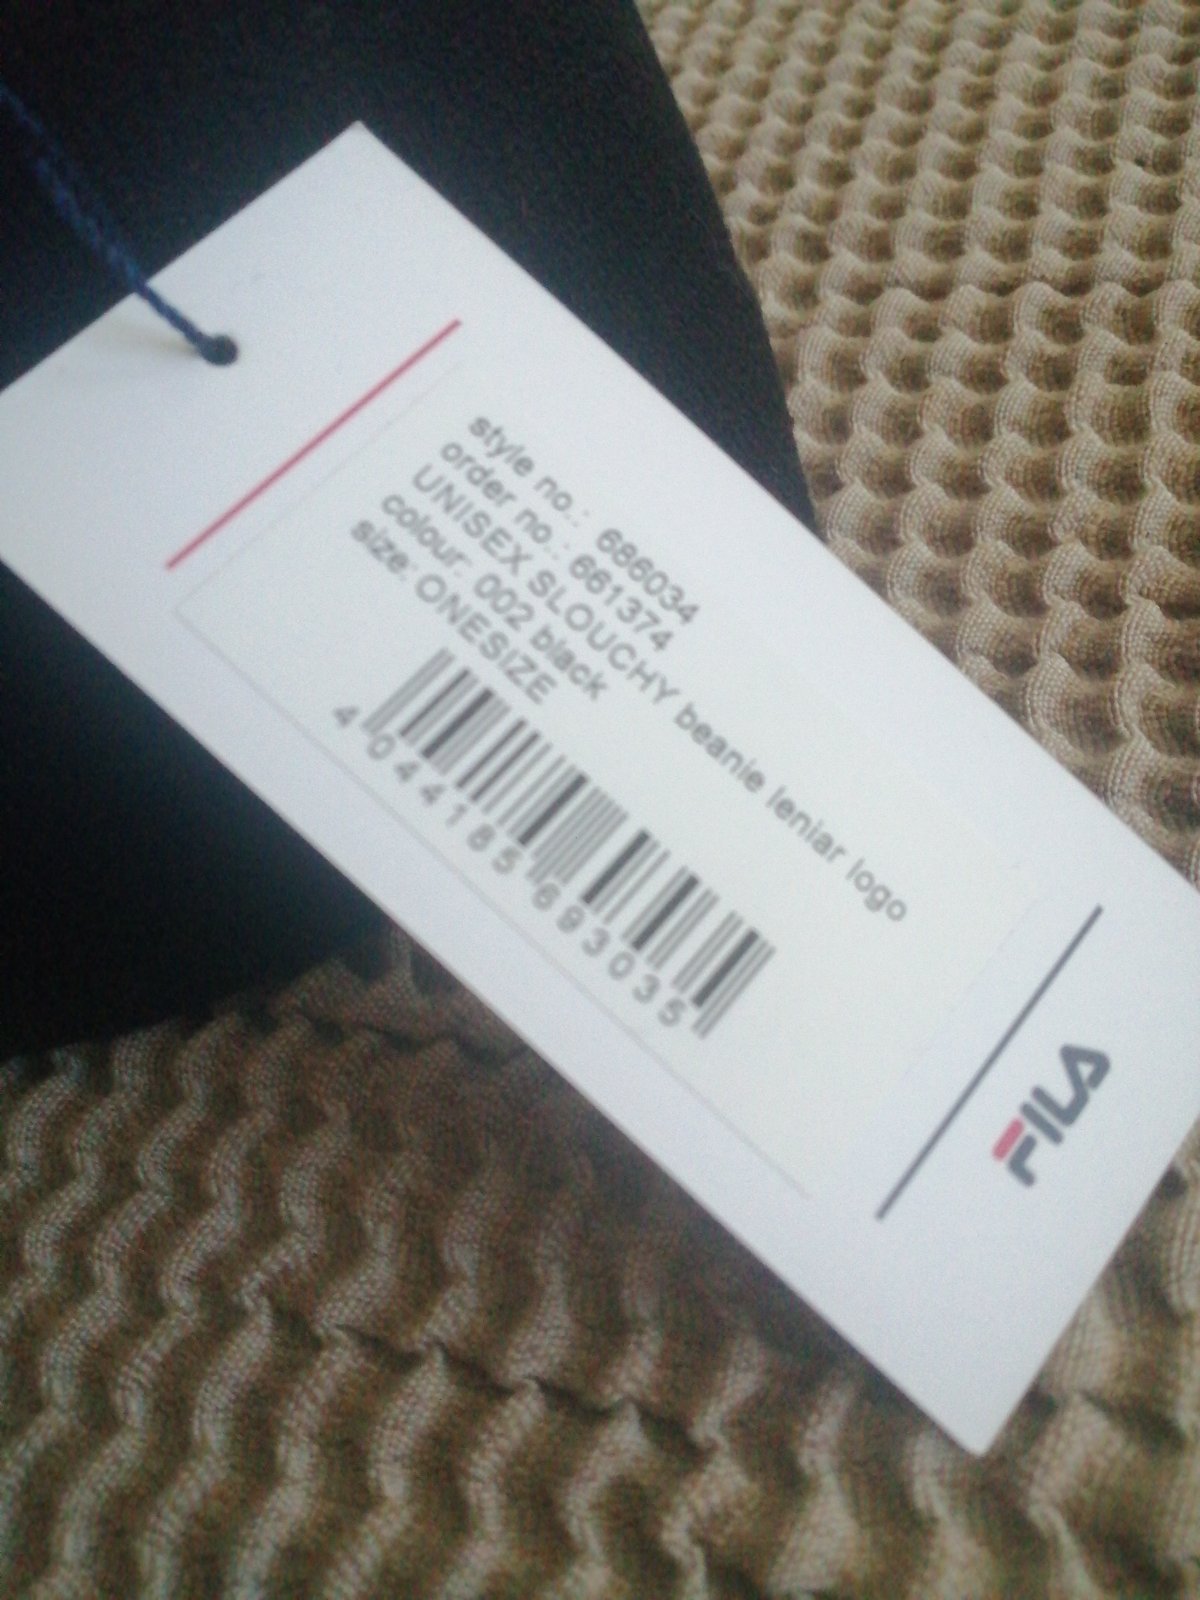 style no.: 686034
order no.: 661374
UNISEX SLOUCHY beanie leniar logo
colour: 002 black
size: ONESIZE
4 044185 693035
FILA